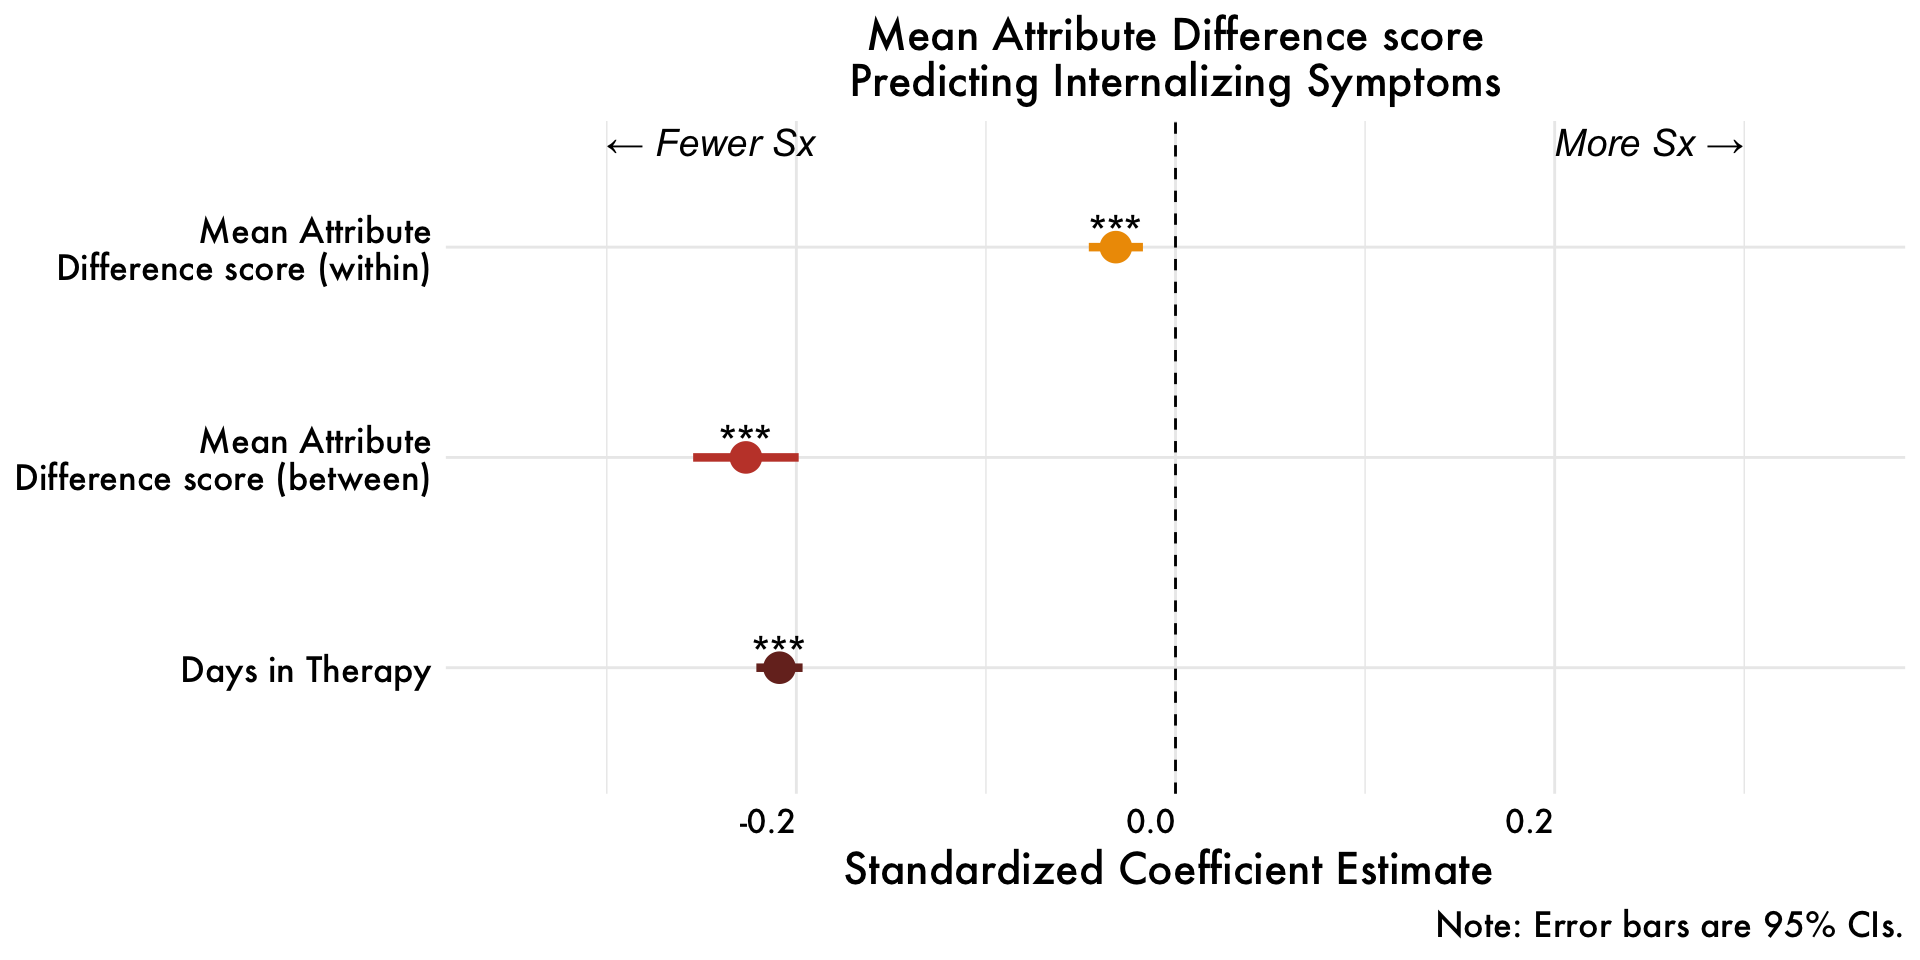 Mean Attribute Difference score
Predicting Internalizing Symptoms
← Fewer Sx
More Sx →
***
Mean Attribute
Difference score (within)
***
Mean Attribute
Difference score (between)
***
Days in Therapy
-0.2
0.0
0.2
Standardized Coefficient Estimate
Note: Error bars are 95% CIs.